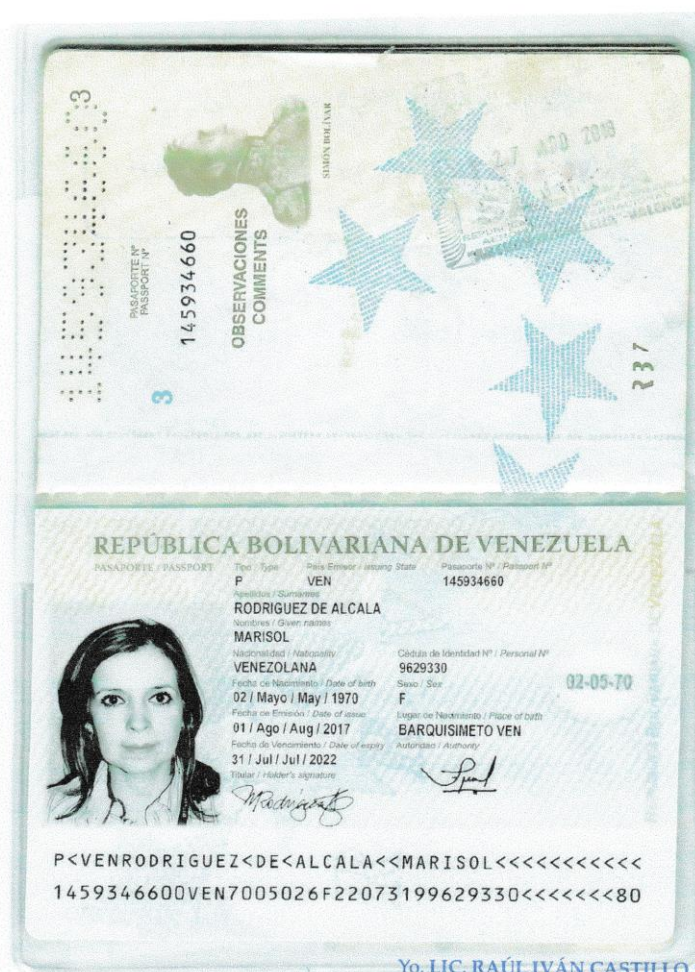 SIMÓN BOLÍVAR
PASAPORTE Nº
PASSPORT Nº
145934660
OBSERVACIONES
COMMENTS
3
27 AGO 2018
REPÚBLICA BOLIVARIANA DE VENEZUELA
PASAPORTE / PASSPORT
Tipo / Type País Emisor / Issuing State Pasaporte Nº / Passport Nº
P VEN 145934660
Apellidos / Surnames
RODRIGUEZ DE ALCALA
Nombres / Given names
MARISOL
Nacionalidad / Nationality Cédula de Identidad Nº / Personal Nº
VENEZOLANA 9629330
Fecha de Nacimiento / Date of birth Sexo / Sex
02 / Mayo / May / 1970 F
02-05-70
Fecha de Emisión / Date of issue Lugar de Nacimiento / Place of birth
01 / Ago / Aug / 2017 BARQUISIMETO VEN
Fecha de Vencimiento / Date of expiry Autoridad / Authority
31 / Jul / Jul / 2022
Titular / Holder's signature
P<VENRODRIGUEZ<DE<ALCALA<<MARISOL<<<<<<<<<<<
1459346600VEN7005026F22073199629330<<<<<<<80
Yo, LIC. RAÚL IVÁN CASTILLO